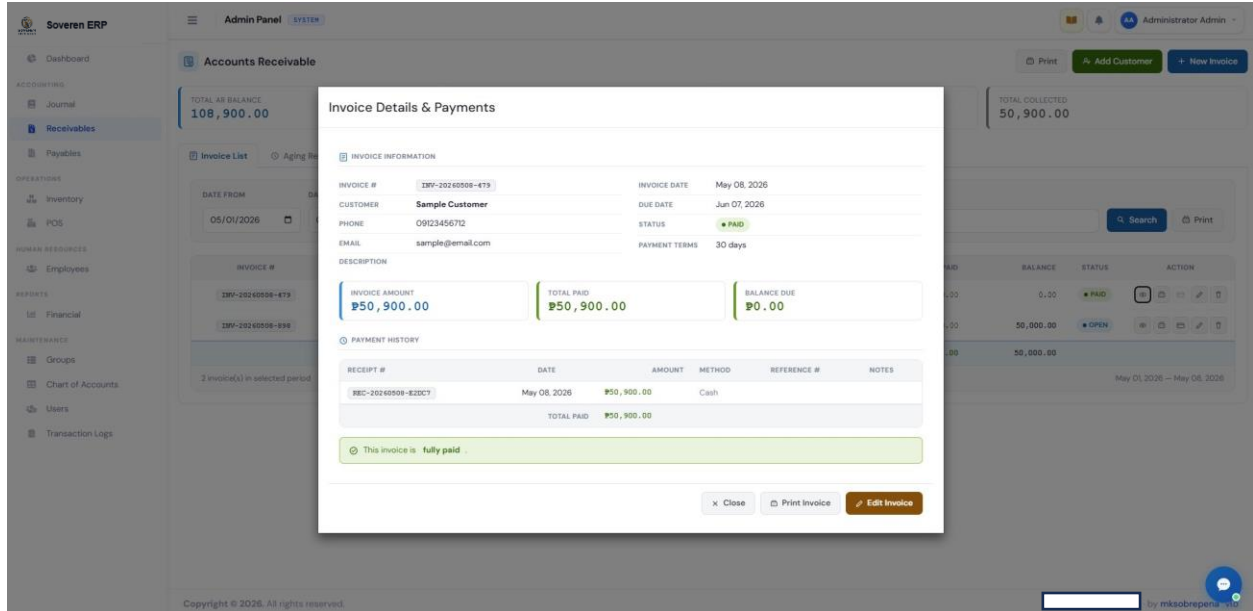 Soveren ERP
Admin Panel SYSTEM
AA Administrator Admin
Dashboard
ACCOUNTING
Journal
Receivables
Payables
OPERATIONS
Inventory
POS
HUMAN RESOURCES
Employees
REPORTS
Financial
MAINTENANCE
Groups
Chart of Accounts
Users
Transaction Logs
Accounts Receivable
Print Add Customer + New Invoice
TOTAL AR BALANCE
108,900.00
TOTAL COLLECTED
50,900.00
Invoice List Aging
DATE FROM
05/01/2026
Search Print
INVOICE # BALANCE STATUS ACTION
INV-20260508-479 0.00 PAID
50,000.00 OPEN
50,000.00
2 invoice(s) in selected period
May 01, 2026 — May 08, 2026
Invoice Details & Payments
INVOICE INFORMATION
INVOICE # INV-20260508-479
CUSTOMER Sample Customer
PHONE 09123456712
EMAIL sample@email.com
DESCRIPTION
INVOICE DATE May 08, 2026
DUE DATE Jun 07, 2026
STATUS PAID
PAYMENT TERMS 30 days
INVOICE AMOUNT
₱50,900.00
TOTAL PAID
₱50,900.00
BALANCE DUE
₱0.00
PAYMENT HISTORY
RECEIPT # DATE AMOUNT METHOD REFERENCE # NOTES
REC-20260508-E2DC7 May 08, 2026 ₱50,900.00 Cash
TOTAL PAID ₱50,900.00
This invoice is fully paid .
× Close Print Invoice Edit Invoice
Copyright © 2026. All rights reserved.
by mksobrepena